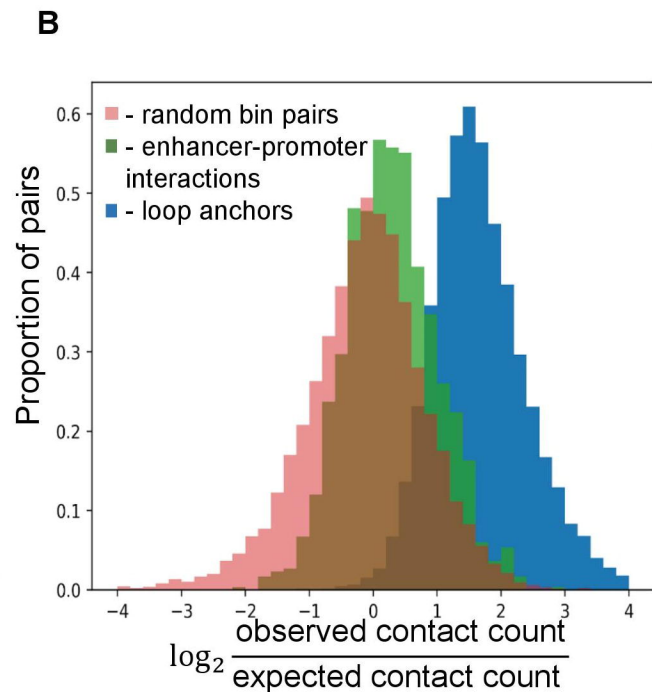 B
- random bin pairs
- enhancer-promoter
interactions
- loop anchors
Proportion of pairs
0.6
0.5
0.4
0.3
0.2
0.1
0.0
−4 −3 −2 −1 0 1 2 3 4
log₂ observed contact count
expected contact count